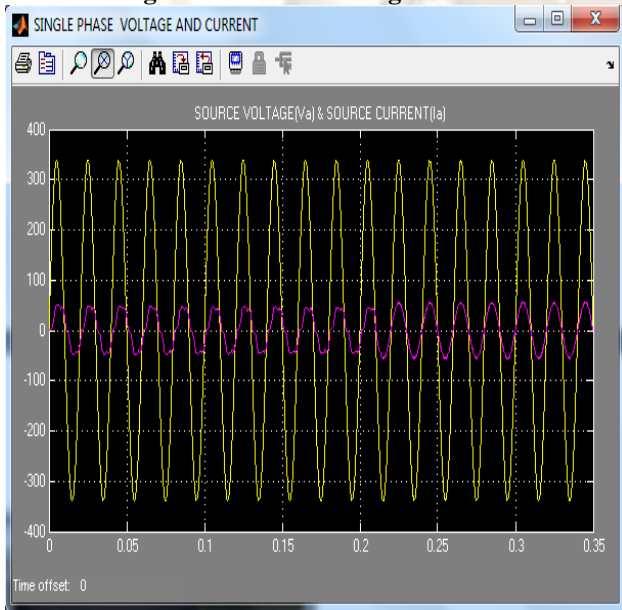 SINGLE PHASE VOLTAGE AND CURRENT
SOURCE VOLTAGE(Va) & SOURCE CURRENT(Ia)
400
300
200
100
0
-100
-200
-300
-400
0 0.05 0.1 0.15 0.2 0.25 0.3 0.35
Time offset: 0